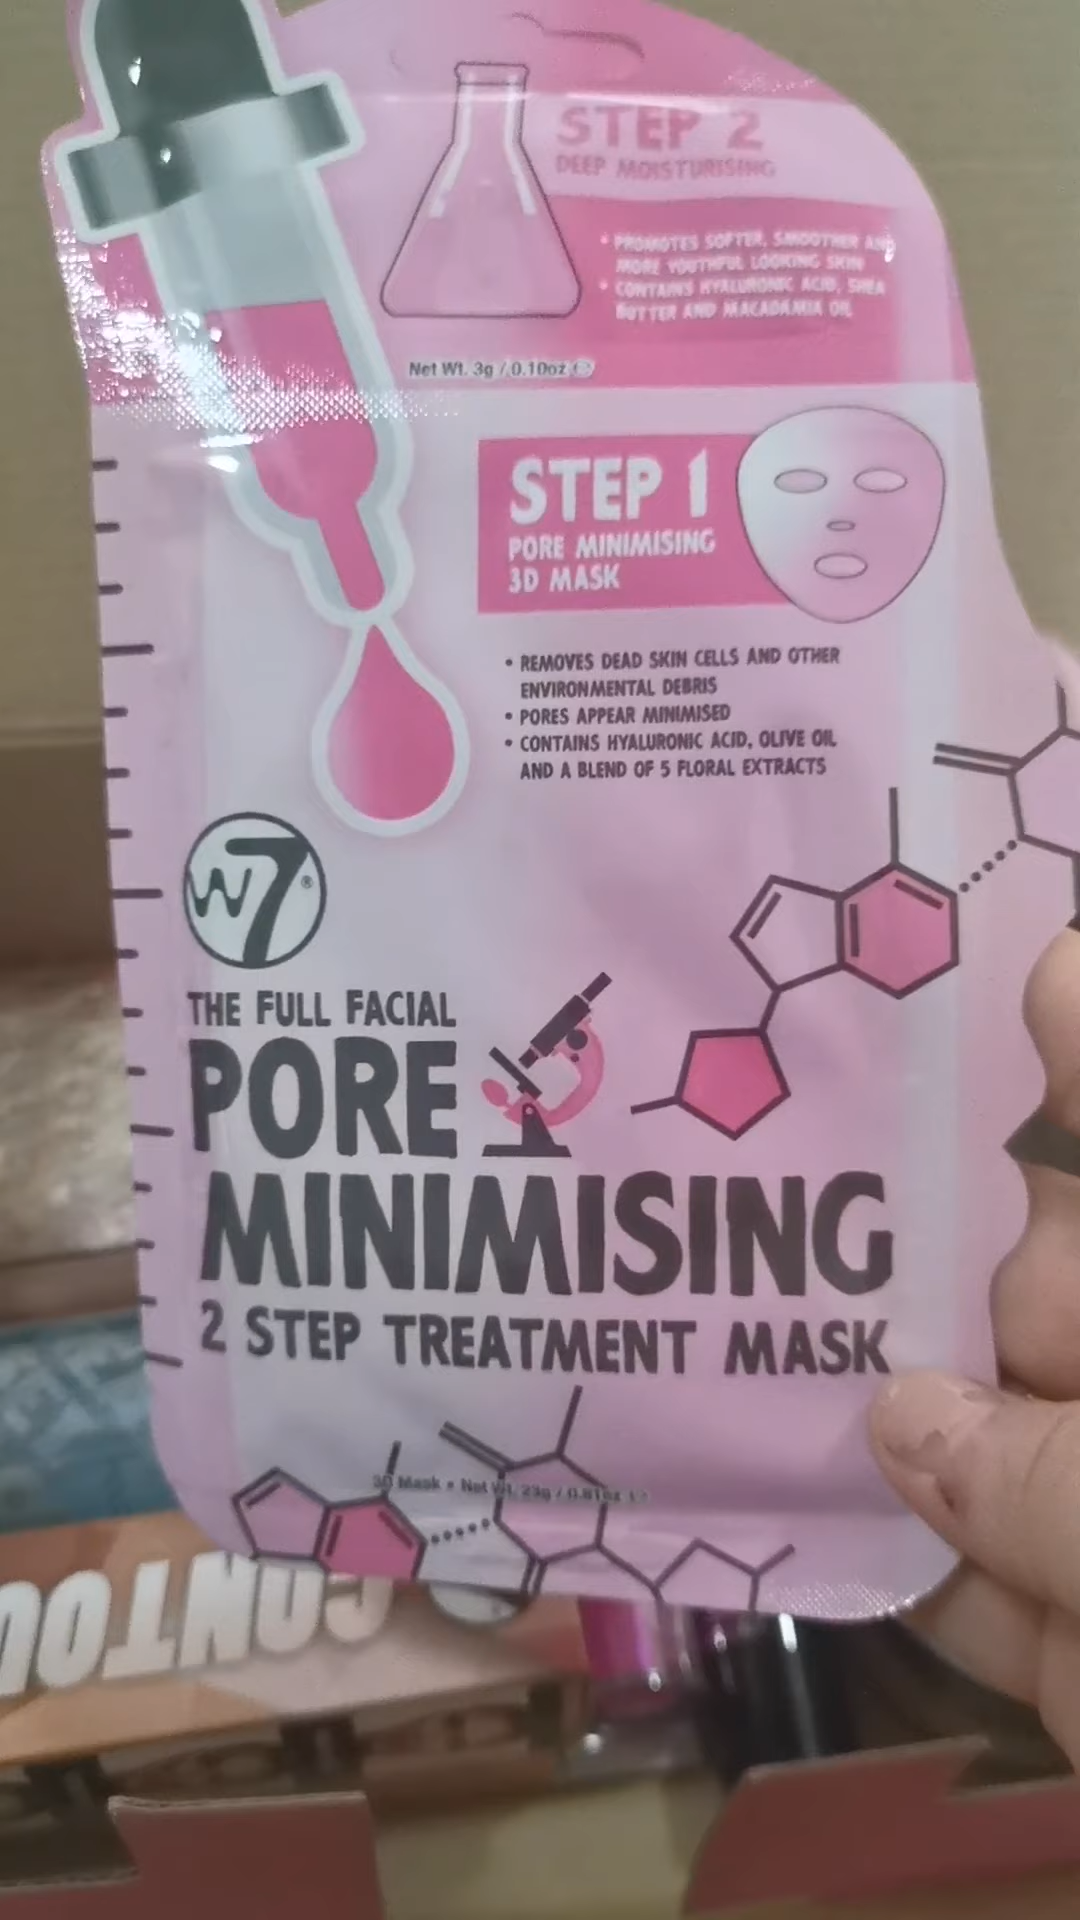 STEP 2
DEEP MOISTURISING
• PROMOTES SOFTER, SMOOTHER AND
MORE YOUTHFUL LOOKING SKIN
• CONTAINS HYALURONIC ACID, SHEA
BUTTER AND MACADAMIA OIL
Net Wt. 3g / 0.10oz ℮
STEP 1
PORE MINIMISING
3D MASK
• REMOVES DEAD SKIN CELLS AND OTHER
ENVIRONMENTAL DEBRIS
• PORES APPEAR MINIMISED
• CONTAINS HYALURONIC ACID, OLIVE OIL
AND A BLEND OF 5 FLORAL EXTRACTS
W7®
THE FULL FACIAL
PORE
MINIMISING
2 STEP TREATMENT MASK
3D Mask • Net Wt. 23g / 0.81oz ℮
CONTOU